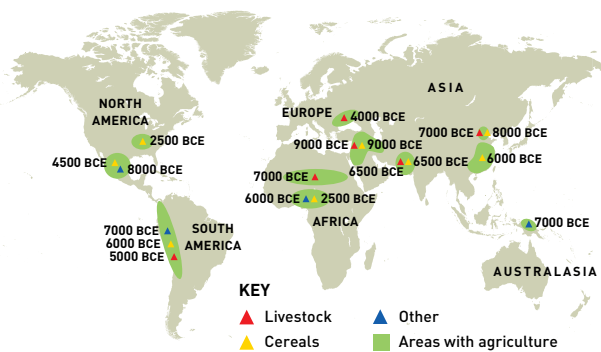 ASIA
NORTH
AMERICA
EUROPE
4000 BCE
2500 BCE
9000 BCE
9000 BCE
7000 BCE
8000 BCE
4500 BCE
8000 BCE
7000 BCE
6500 BCE
6500 BCE
6000 BCE
6000 BCE
2500 BCE
AFRICA
7000 BCE
7000 BCE
6000 BCE
5000 BCE
SOUTH
AMERICA
AUSTRALASIA
KEY
Livestock
Other
Cereals
Areas with agriculture